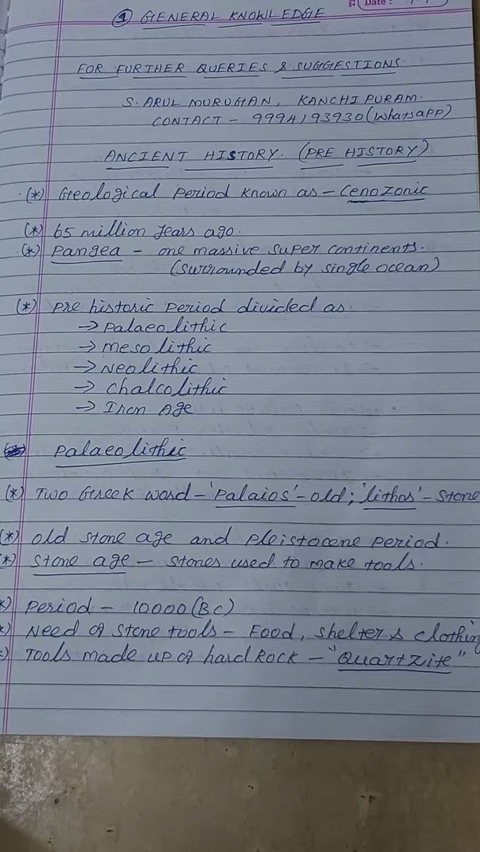 Date :
① GENERAL KNOWLEDGE
FOR FURTHER QUERIES & SUGGESTIONS.
S. ARUL MURUGAN, KANCHIPURAM.
CONTACT - 9994193930 (Whatsapp)
ANCIENT HISTORY. (PRE HISTORY)
(*) Geological Period known as - Cenozonic
(*) 65 million years ago.
(*) Pangea - one massive super continents.
(surrounded by single ocean)
(*) Pre historic period divided as.
→ Palaeolithic
→ mesolithic
→ Neolithic
→ Chalcolithic
→ Iron Age
Palaeolithic
(*) Two Greek word - 'Palaios' - old; 'lithos' - stone
(*) old stone age and Pleistocene Period.
*) Stone age - stones used to make tools.
*) Period - 10000 (BC)
*) Need of stone tools - Food, shelter & clothing
*) Tools made up of hard Rock - "Quartzite"